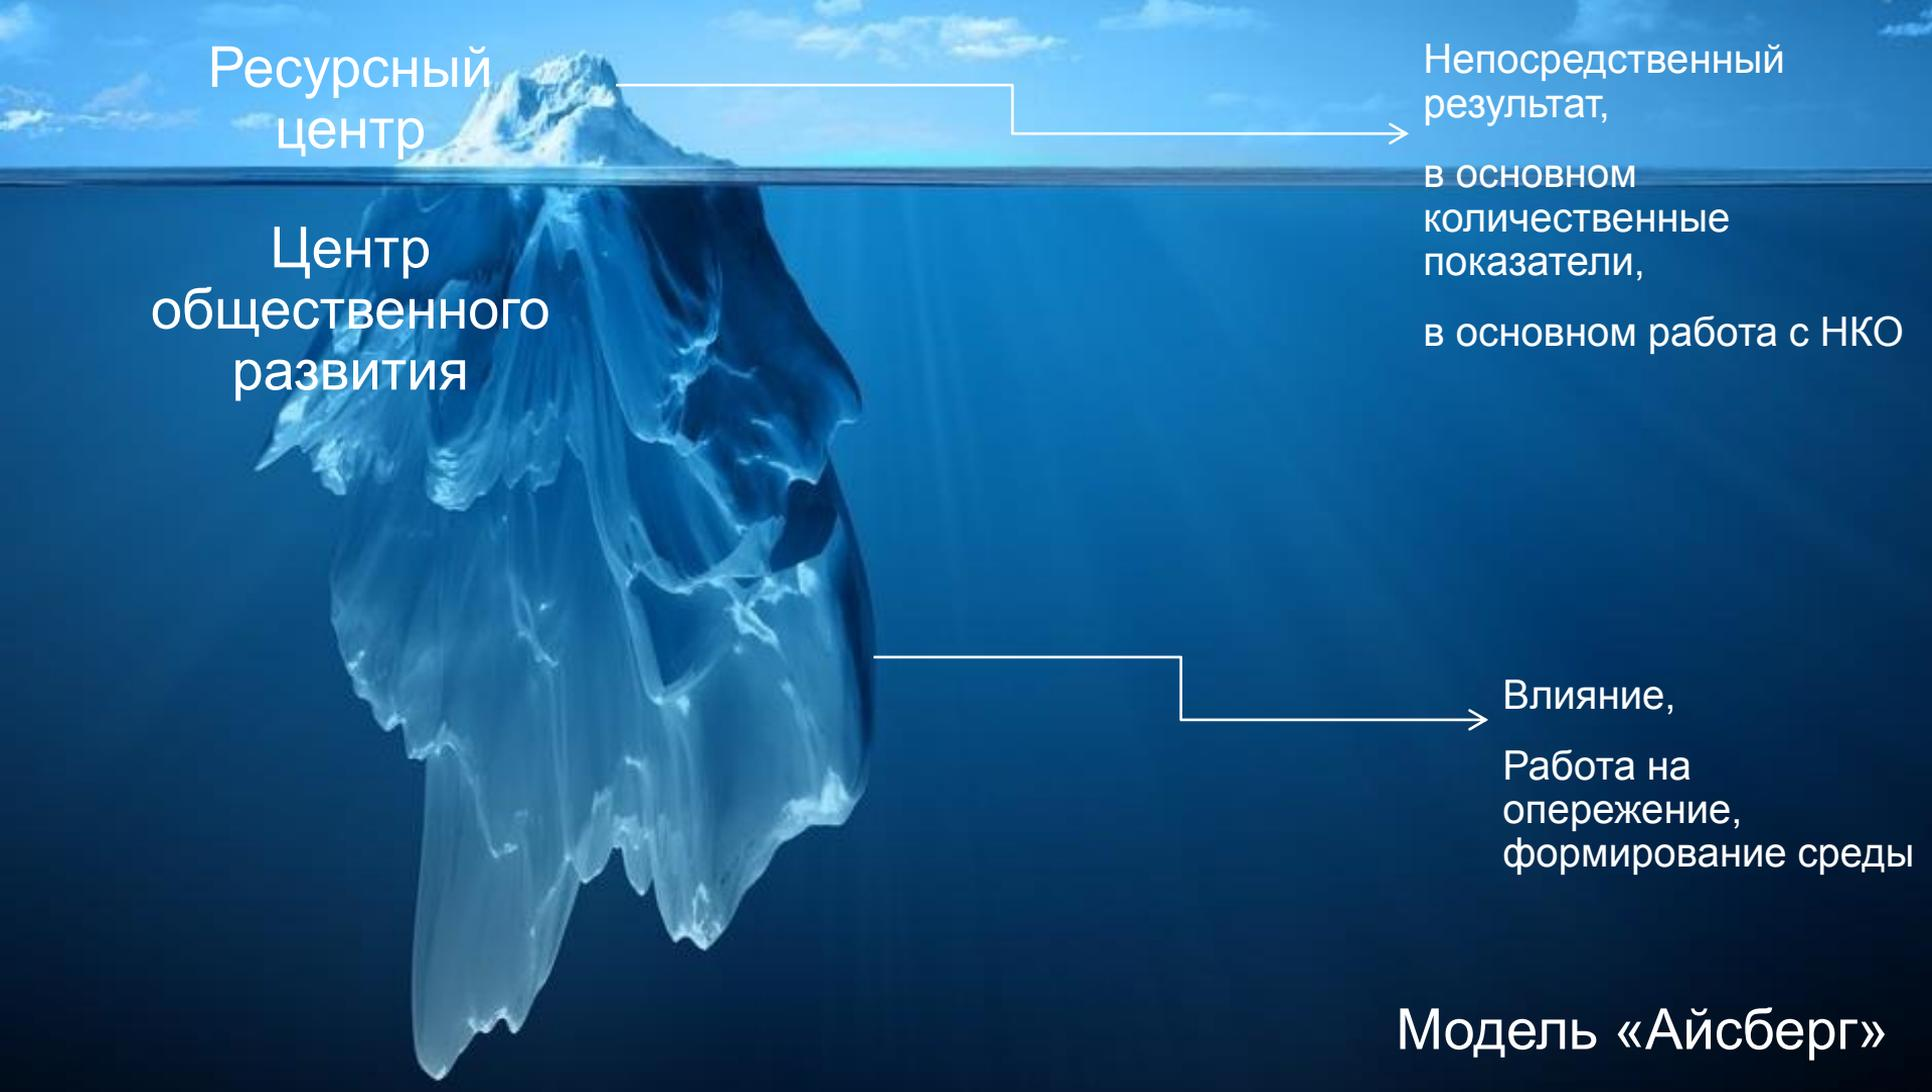 Ресурсный
центр
Непосредственный
результат,
в основном
количественные
показатели,
в основном работа с НКО
Центр
общественного
развития
Влияние,
Работа на
опережение,
формирование среды
Модель «Айсберг»